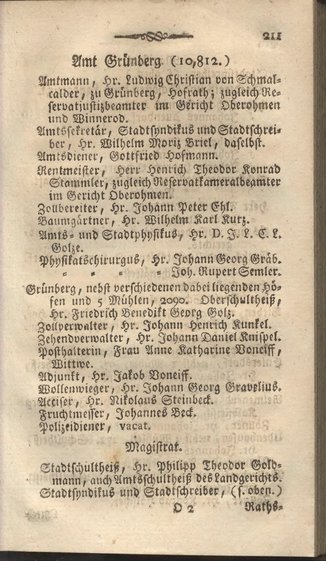 211
Amt Grünberg. (10,812.)
Amtmann, Hr. Ludwig Christian von Schmal-
calder, zu Grünberg, Hofrath; zugleich Re-
servatjustizbeamter im Gericht Oberohmen
und Winnerod.
Amtssekretär, Stadtsyndikus und Stadtschrei-
ber, Hr. Wilhelm Moriz Briel, daselbst.
Amtsdiener, Gottfried Hofmann.
Rentmeister, Herr Henrich Theodor Konrad
Stammler, zugleich Reservatkameralbeamter
im Gericht Oberohmen.
Zollbereiter, Hr. Johann Peter Ehl.
Baumgärtner, Hr. Wilhelm Karl Kurz.
Amts- und Stadtphysikus, Hr. D. J. L. C. L.
Golze.
Physikatschirurgus, Hr. Johann Georg Gräb.
" " " Joh. Rupert Semler.
Grünberg, nebst verschiedenen dabei liegenden Hö-
fen und 3 Mühlen, 2090. Oberschultheiß,
Hr. Friedrich Benedikt Georg Golz.
Zollverwalter, Hr. Johann Henrich Kunkel.
Zehendverwalter, Hr. Johann Daniel Knispel.
Posthalterin, Frau Anne Katharine Voneiff,
Wittwe.
Adjunkt, Hr. Jakob Voneiff.
Wollenwieger, Hr. Johann Georg Gravelius.
Acciser, Hr. Nikolaus Steinbeck.
Fruchtmesser, Johannes Beck.
Polizeidiener, vacat.
Magistrat.
Stadtschultheiß, Hr. Philipp Theodor Gold-
mann, auch Amtsschultheiß des Landgerichts.
Stadtsyndikus und Stadtschreiber, (s. oben.)
O 2 Raths-